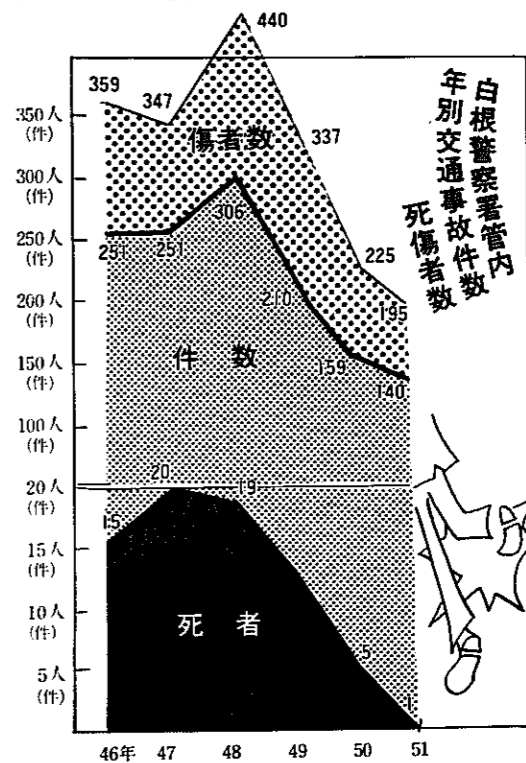 白根警察署管内
年別交通事故件数
死傷者数
440
359
347
350人
(件)
傷者数
337
300人
(件)
306
250人
(件)
251
251
225
210
200人
(件)
195
件数
159
150人
(件)
140
100人
(件)
20
19
20人
(件)
15
15人
(件)
死者
10人
(件)
5
5人
(件)
1
46年 47 48 49 50 51